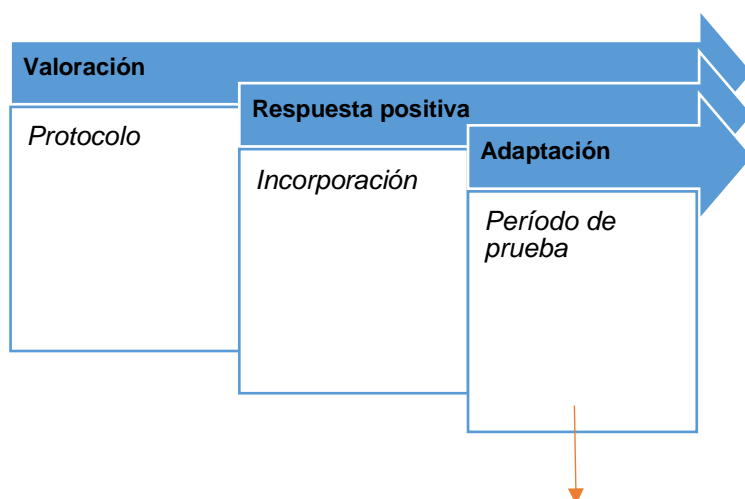 Valoración
Protocolo
Respuesta positiva
Incorporación
Adaptación
Período de
prueba